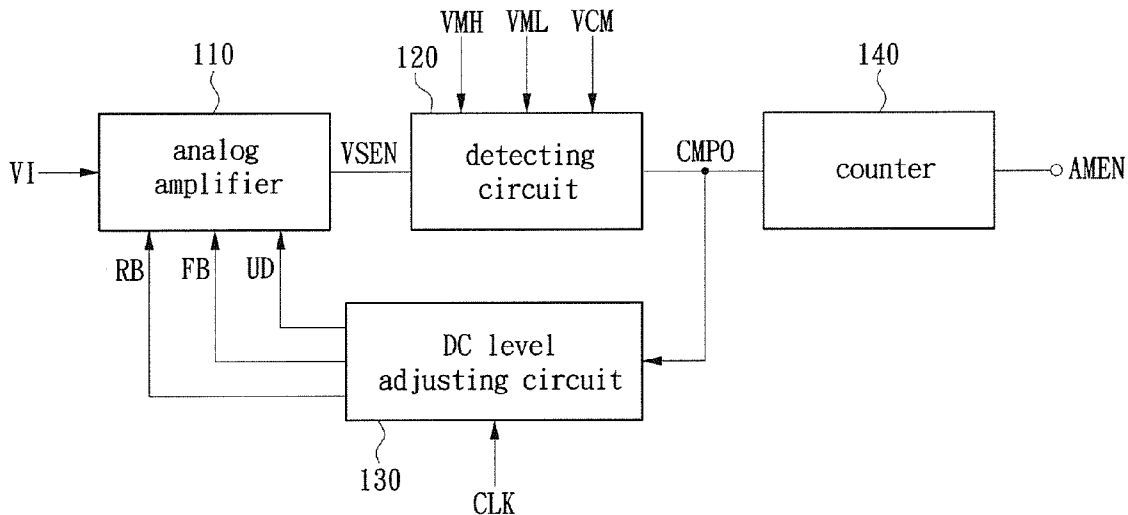 VMH VML VCM
110
120
140
analog
amplifier
VI
VSEN
detecting
circuit
CMPO
counter
AMEN
RB
FB
UD
DC level
adjusting circuit
130
CLK